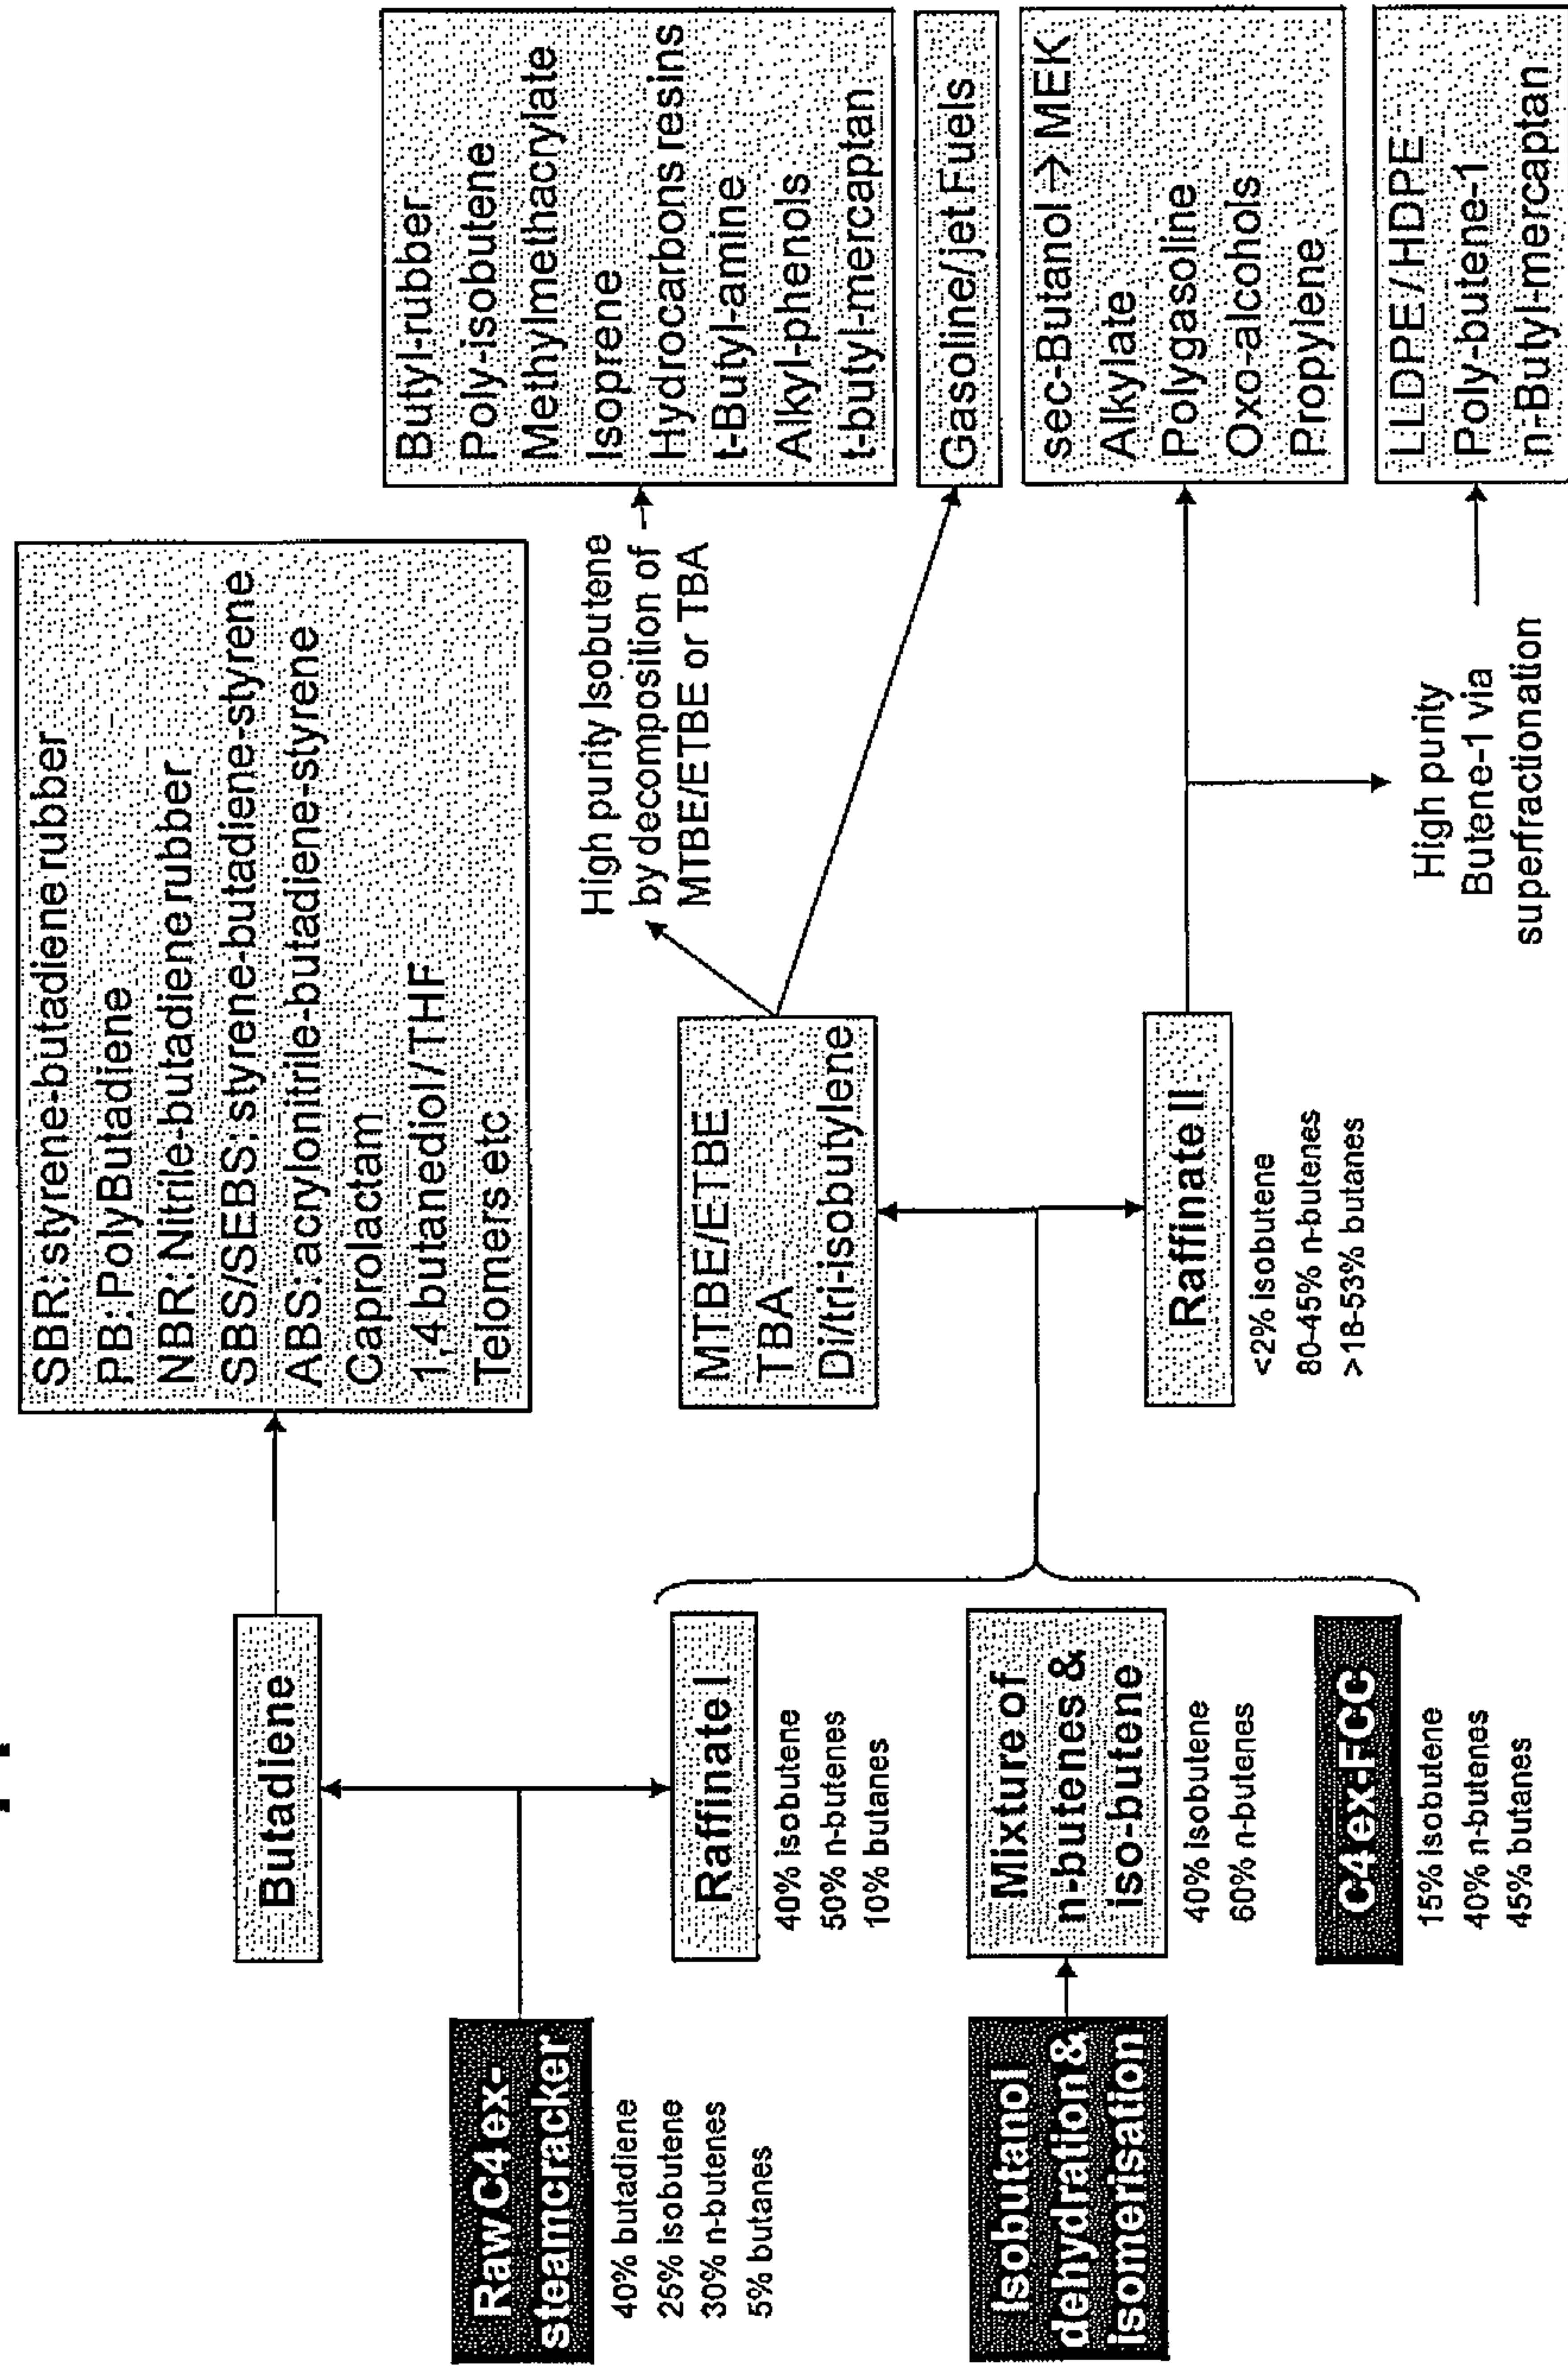 Raw C4 ex-
steamcracker
40% butadiene
25% isobutene
30% n-butenes
5% butanes
Butadiene
SBR: styrene-butadiene rubber
PB: PolyButadiene
NBR: Nitrile-butadiene rubber
SBS/SEBS: styrene-butadiene-styrene
ABS: acrylonitrile-butadiene-styrene
Caprolactam
1,4 butanediol/THF
Telomers etc
Raffinate I
40% isobutene
50% n-butenes
10% butanes
Isobutanol
dehydration &
isomerisation
Mixture of
n-butenes &
iso-butene
40% isobutene
60% n-butenes
C4 ex-FCC
15% isobutene
40% n-butenes
45% butanes
MTBE/ETBE
TBA
Di/tri-isobutylene
High purity Isobutene
by decomposition of
MTBE/ETBE or TBA
Butyl-rubber
Poly-isobutene
Methylmethacrylate
Isoprene
Hydrocarbons resins
t-Butyl-amine
Alkyl-phenols
t-butyl-mercaptan
Gasoline/jet Fuels
Raffinate II
<2% isobutene
80-45% n-butenes
>18-53% butanes
sec-Butanol → MEK
Alkylate
Polygasoline
Oxo-alcohols
Propylene
High purity
Butene-1 via
superfractionation
LLDPE/HDPE
Poly-butene-1
n-Butyl-mercaptan